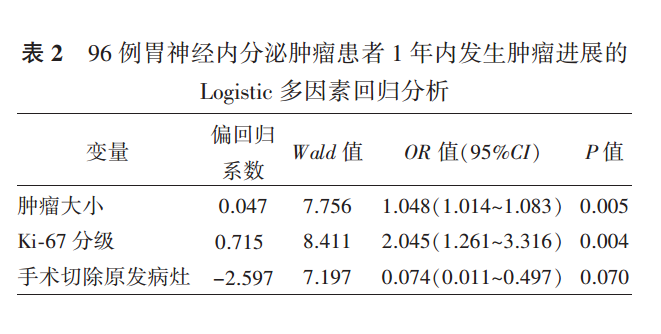 表 2 96 例胃神经内分泌肿瘤患者 1 年内发生肿瘤进展的
Logistic 多因素回归分析
变量 偏回归系数 Wald 值 OR 值(95%CI) P 值
肿瘤大小 0.047 7.756 1.048(1.014~1.083) 0.005
Ki-67 分级 0.715 8.411 2.045(1.261~3.316) 0.004
手术切除原发病灶 -2.597 7.197 0.074(0.011~0.497) 0.070